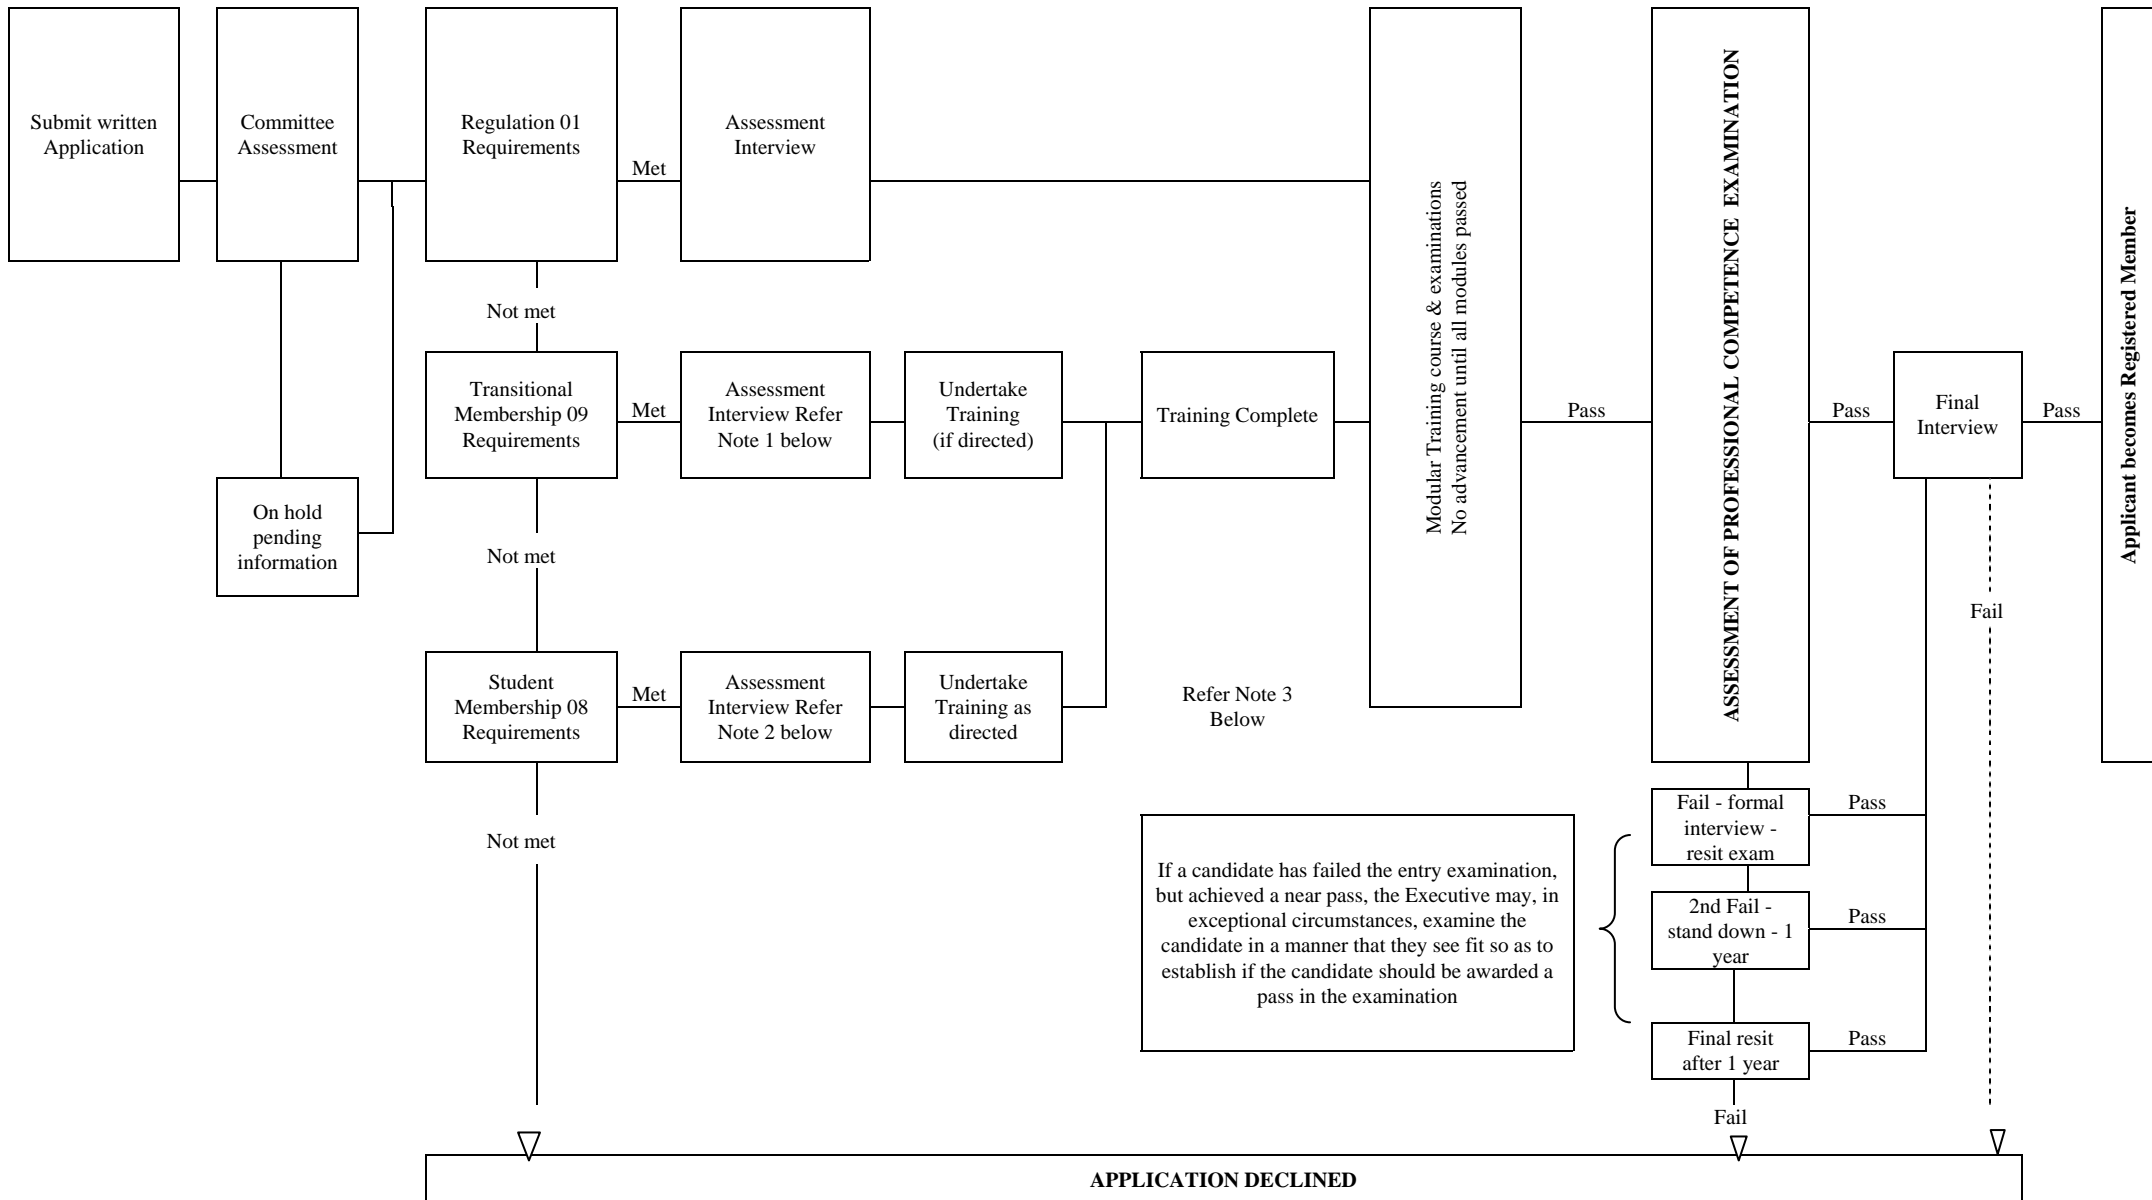 Submit written
Application
Committee
Assessment
Regulation 01
Requirements
Met
Assessment
Interview
Modular Training course & examinations
No advancement until all modules passed
ASSESSMENT OF PROFESSIONAL COMPETENCE EXAMINATION
Applicant becomes Registered Member
Not met
Transitional
Membership 09
Requirements
Met
Assessment
Interview Refer
Note 1 below
Undertake
Training
(if directed)
Training Complete
Pass
Pass
Final
Interview
Pass
On hold
pending
information
Not met
Fail
Student
Membership 08
Requirements
Met
Assessment
Interview Refer
Note 2 below
Undertake
Training as
directed
Refer Note 3
Below
Not met
If a candidate has failed the entry examination,
but achieved a near pass, the Executive may, in
exceptional circumstances, examine the
candidate in a manner that they see fit so as to
establish if the candidate should be awarded a
pass in the examination
Fail - formal
interview -
resit exam
Pass
2nd Fail -
stand down - 1
year
Pass
Final resit
after 1 year
Pass
Fail
APPLICATION DECLINED